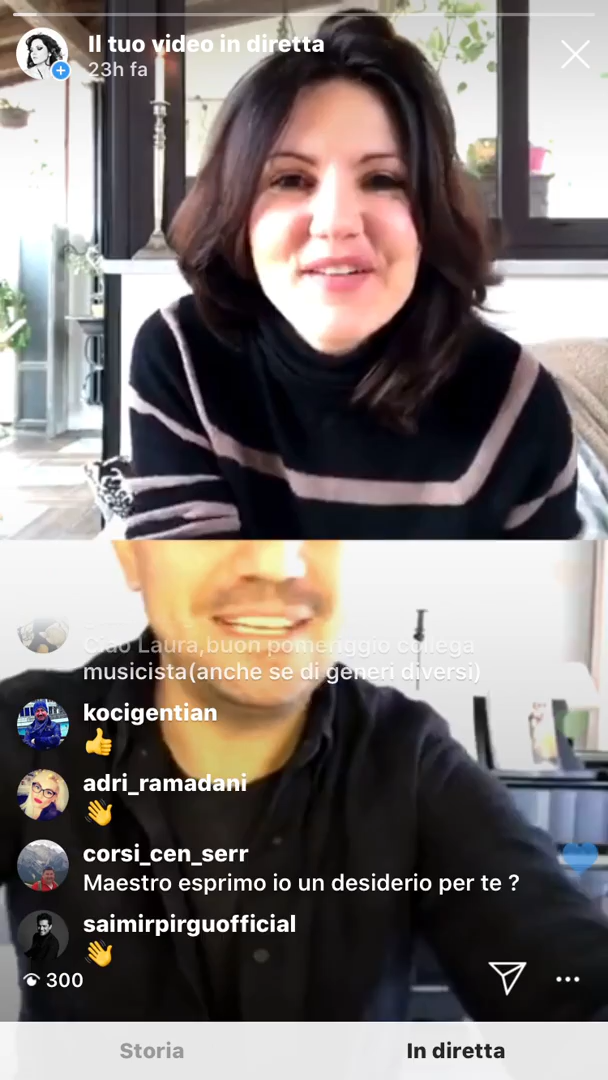 Il tuo video in diretta
23h fa
Ciao Laura,buon pomeriggio collega
musicista(anche se di generi diversi)
kocigentian
👍
adri_ramadani
👋
corsi_cen_serr
Maestro esprimo io un desiderio per te ?
saimirpirguofficial
👋
300
Storia
In diretta